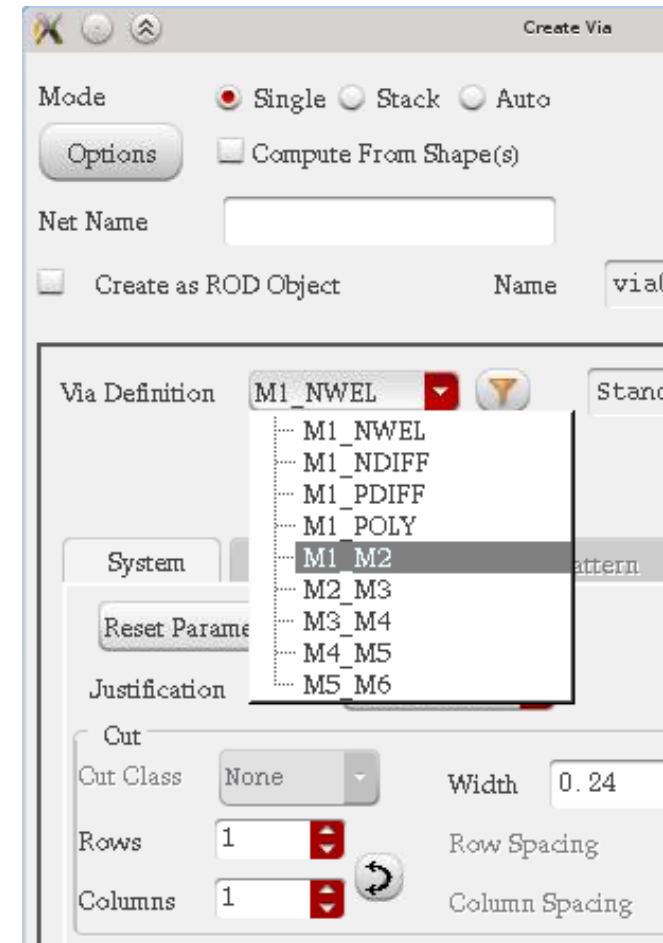 Create Via
Mode Single Stack Auto
Options Compute From Shape(s)
Net Name
Create as ROD Object Name
Via Definition M1_NWEL
M1_NWEL
M1_NDIFF
M1_PDIFF
M1_POLY
System M1_M2
M2_M3
Reset M3_M4
M4_M5
Justification M5_M6
Cut
Cut Class None Width 0.24
Rows 1 Row Spacing
Columns 1 Column Spacing